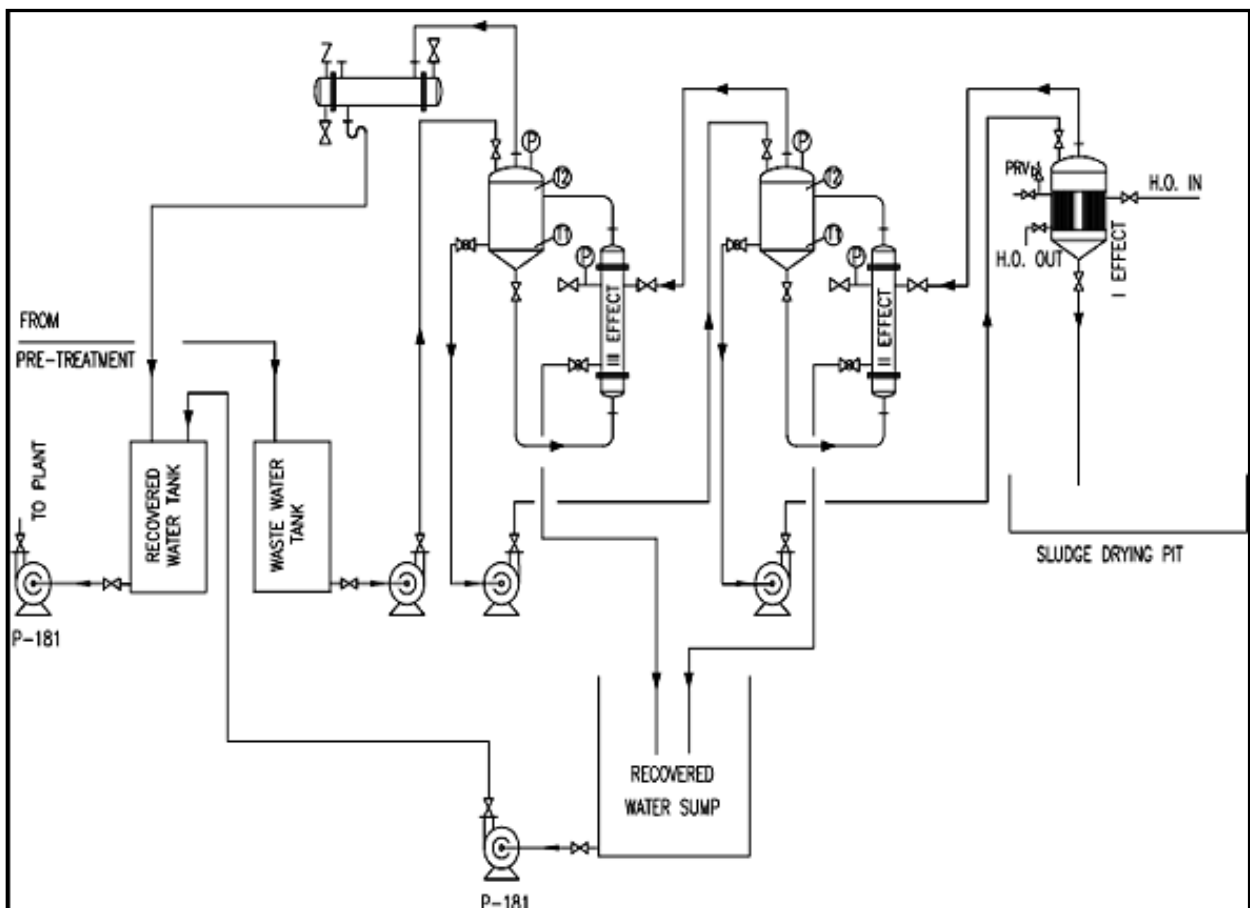 Z
P
P
T2
T2
PRV
H.O. IN
T1
P
T1
P
H.O. OUT
I EFFECT
III EFFECT
II EFFECT
FROM
PRE-TREATMENT
TO PLANT
RECOVERED
WATER TANK
WASTE WATER
TANK
SLUDGE DRYING PIT
P-181
RECOVERED
WATER SUMP
P-181